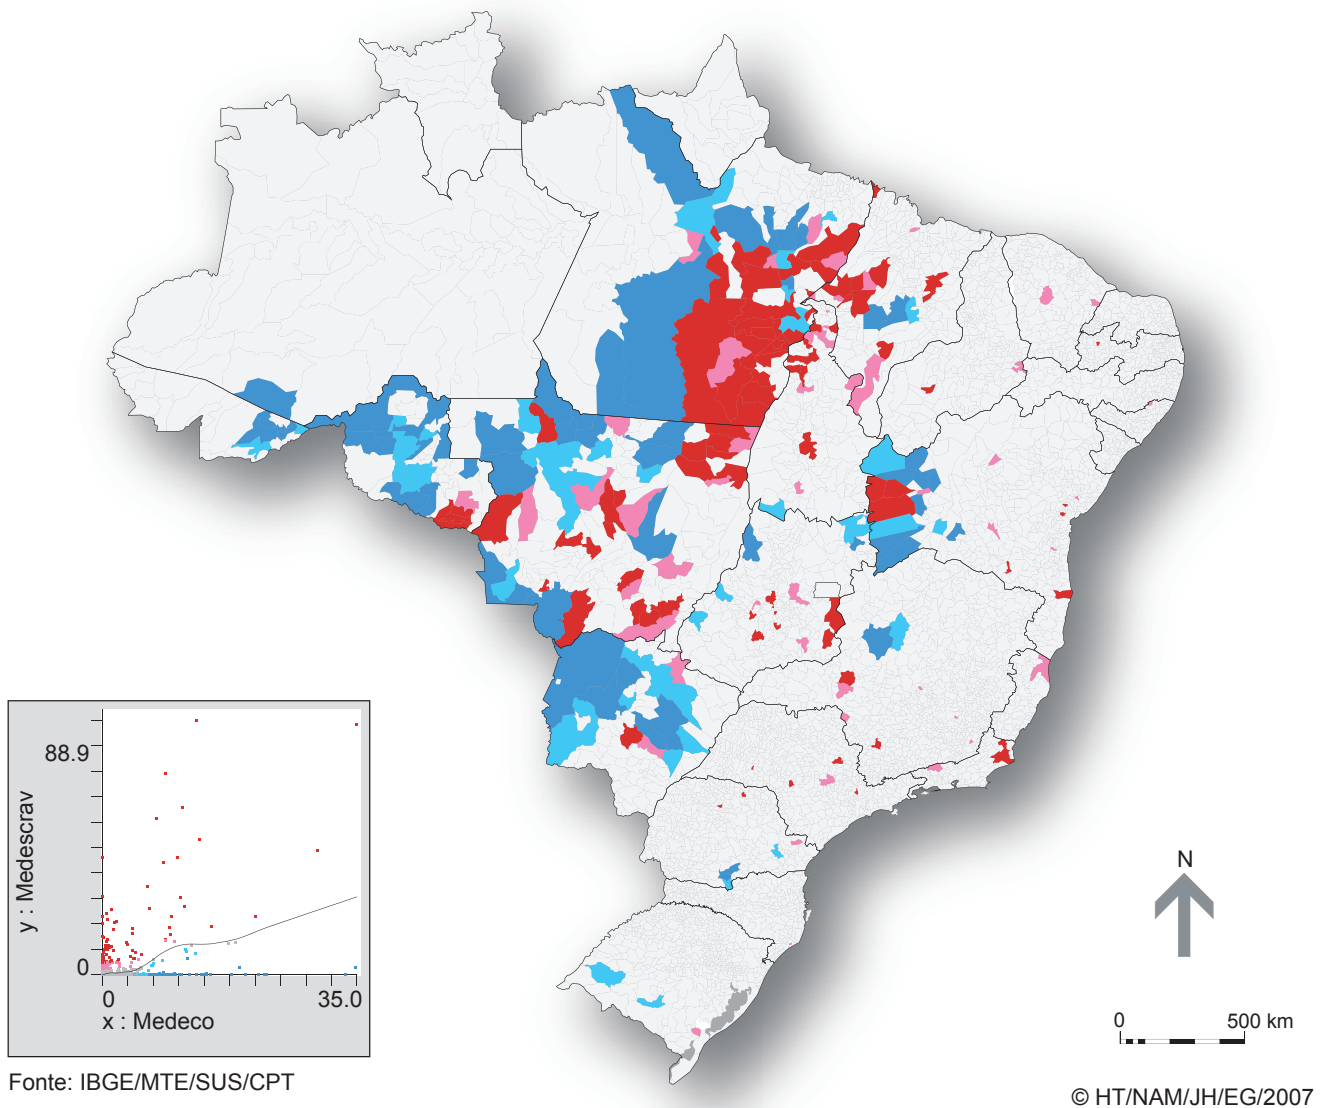 88.9
y : Medescrav
0
0
35.0
x : Medeco
N
0
500 km
Fonte: IBGE/MTE/SUS/CPT
© HT/NAM/JH/EG/2007